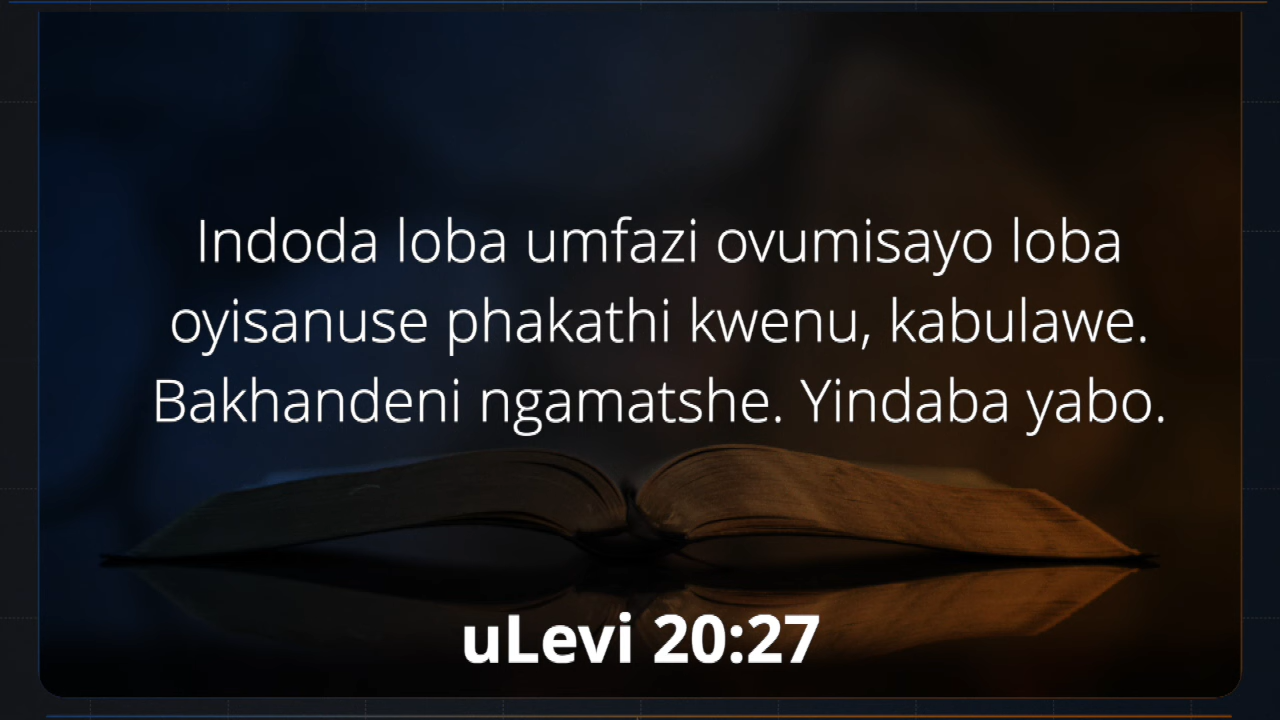 Indoda loba umfazi ovumisayo loba
oyisanuse phakathi kwenu, kabulawe.
Bakhandeni ngamatshe. Yindaba yabo.
uLevi 20:27